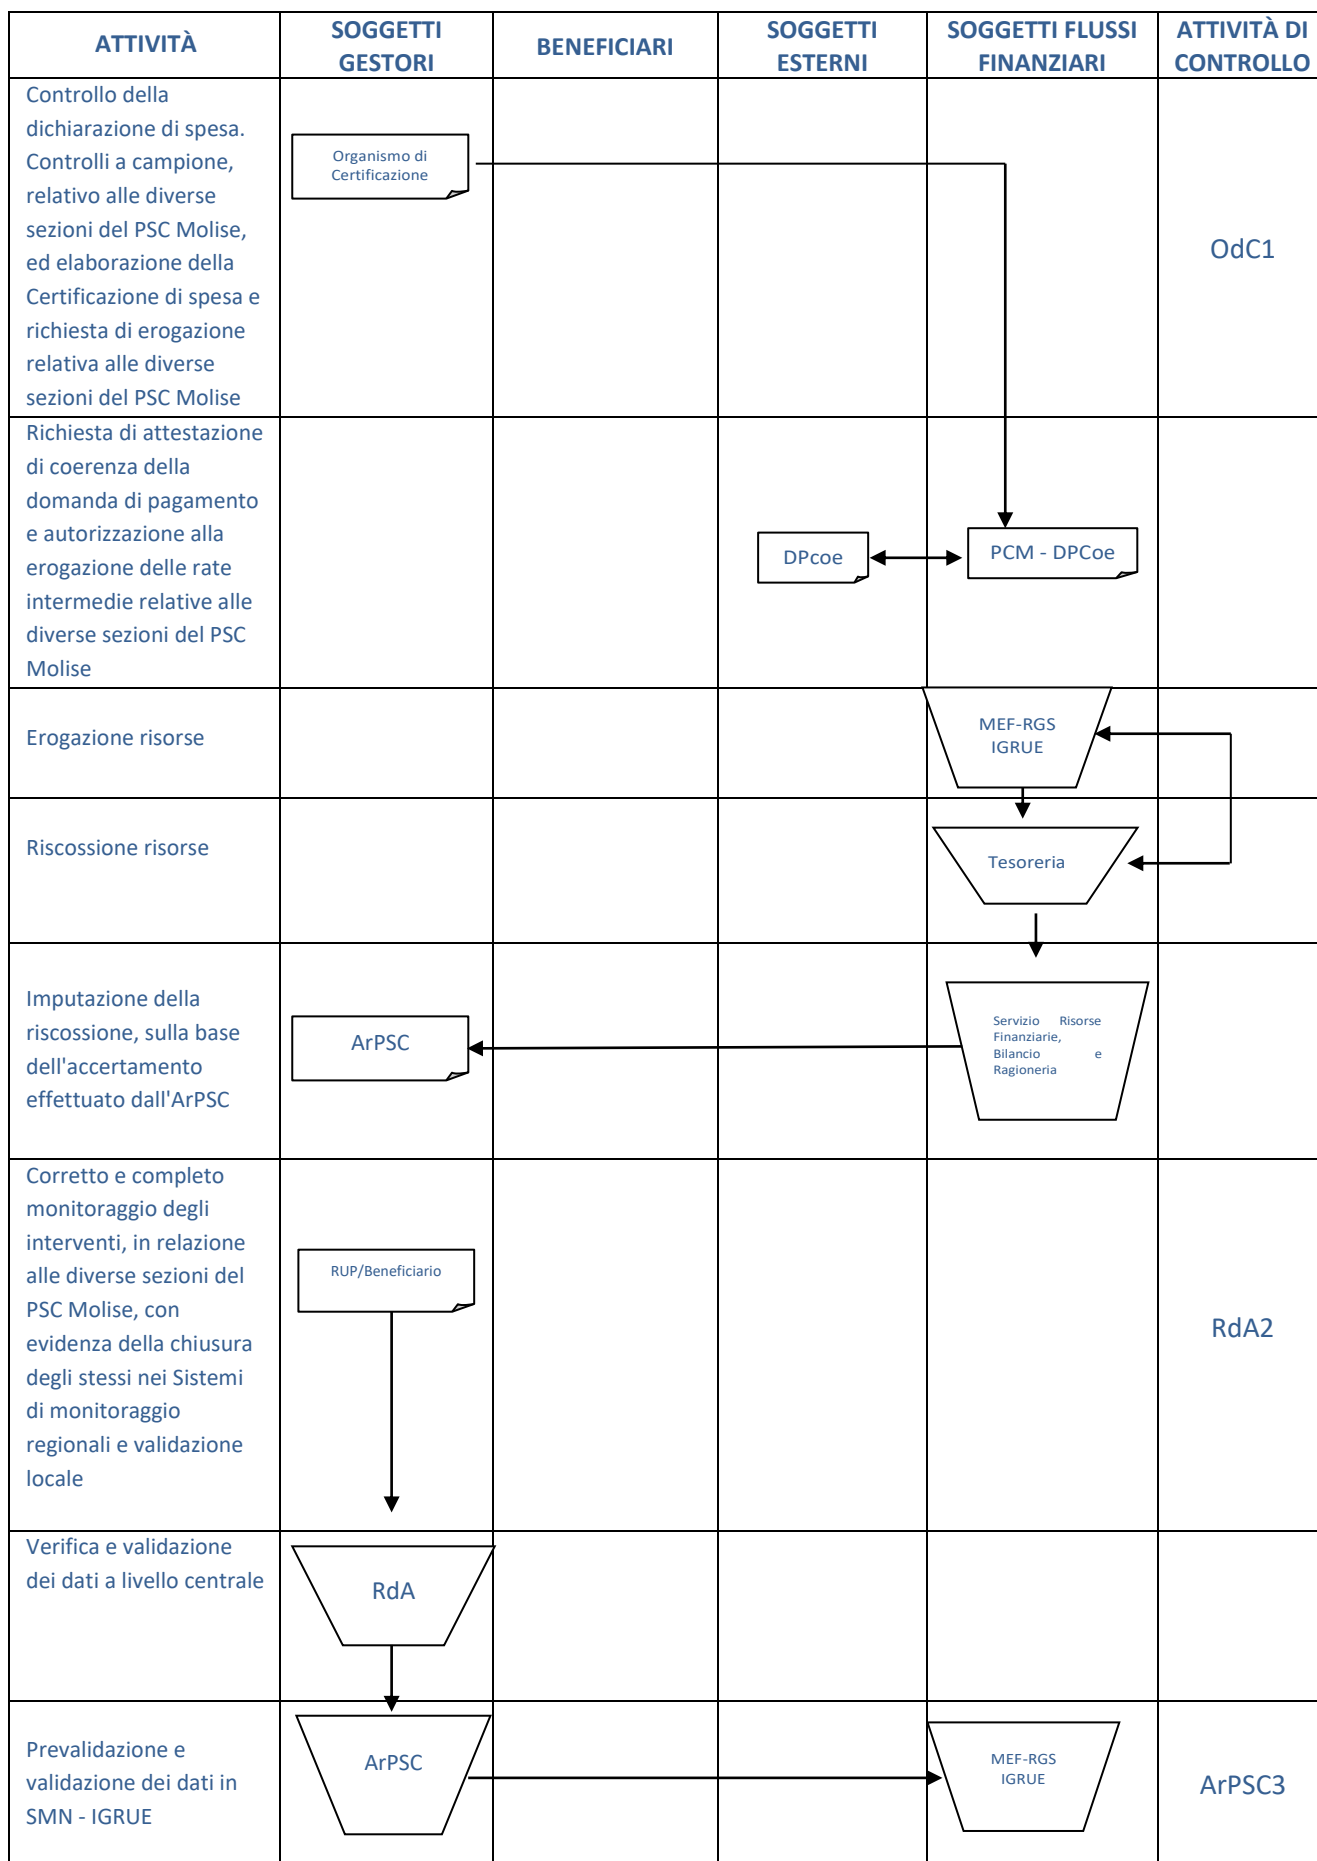 ATTIVITÀ
SOGGETTI
GESTORI
BENEFICIARI
SOGGETTI
ESTERNI
SOGGETTI FLUSSI
FINANZIARI
ATTIVITÀ DI
CONTROLLO
Controllo della
dichiarazione di spesa.
Controlli a campione,
relativo alle diverse
sezioni del PSC Molise,
ed elaborazione della
Certificazione di spesa e
richiesta di erogazione
relativa alle diverse
sezioni del PSC Molise
Organismo di
Certificazione
OdC1
Richiesta di attestazione
di coerenza della
domanda di pagamento
e autorizzazione alla
erogazione delle rate
intermedie relative alle
diverse sezioni del PSC
Molise
DPcoe
PCM - DPCoe
Erogazione risorse
MEF-RGS
IGRUE
Riscossione risorse
Tesoreria
Imputazione della
riscossione, sulla base
dell'accertamento
effettuato dall'ArPSC
ArPSC
Servizio Risorse
Finanziarie,
Bilancio e
Ragioneria
Corretto e completo
monitoraggio degli
interventi, in relazione
alle diverse sezioni del
PSC Molise, con
evidenza della chiusura
degli stessi nei Sistemi
di monitoraggio
regionali e validazione
locale
RUP/Beneficiario
RdA2
Verifica e validazione
dei dati a livello centrale
RdA
Prevalidazione e
validazione dei dati in
SMN - IGRUE
ArPSC
MEF-RGS
IGRUE
ArPSC3